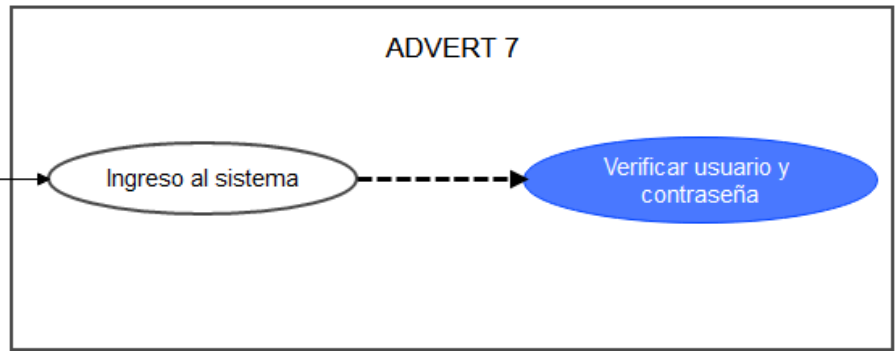 ADVERT 7
Ingreso al sistema
Verificar usuario y
contraseña